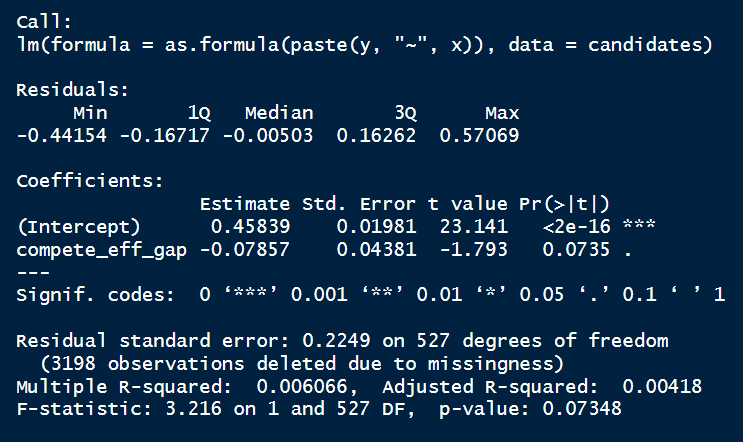 Call:
lm(formula = as.formula(paste(y, "~", x)), data = candidates)
Residuals:
Min 1Q Median 3Q Max
-0.44154 -0.16717 -0.00503 0.16262 0.57069
Coefficients:
Estimate Std. Error t value Pr(>|t|)
(Intercept) 0.45839 0.01981 23.141 <2e-16 ***
compete_eff_gap -0.07857 0.04381 -1.793 0.0735 .
---
Signif. codes: 0 ‘***’ 0.001 ‘**’ 0.01 ‘*’ 0.05 ‘.’ 0.1 ‘ ’ 1
Residual standard error: 0.2249 on 527 degrees of freedom
(3198 observations deleted due to missingness)
Multiple R-squared: 0.006066, Adjusted R-squared: 0.00418
F-statistic: 3.216 on 1 and 527 DF, p-value: 0.07348